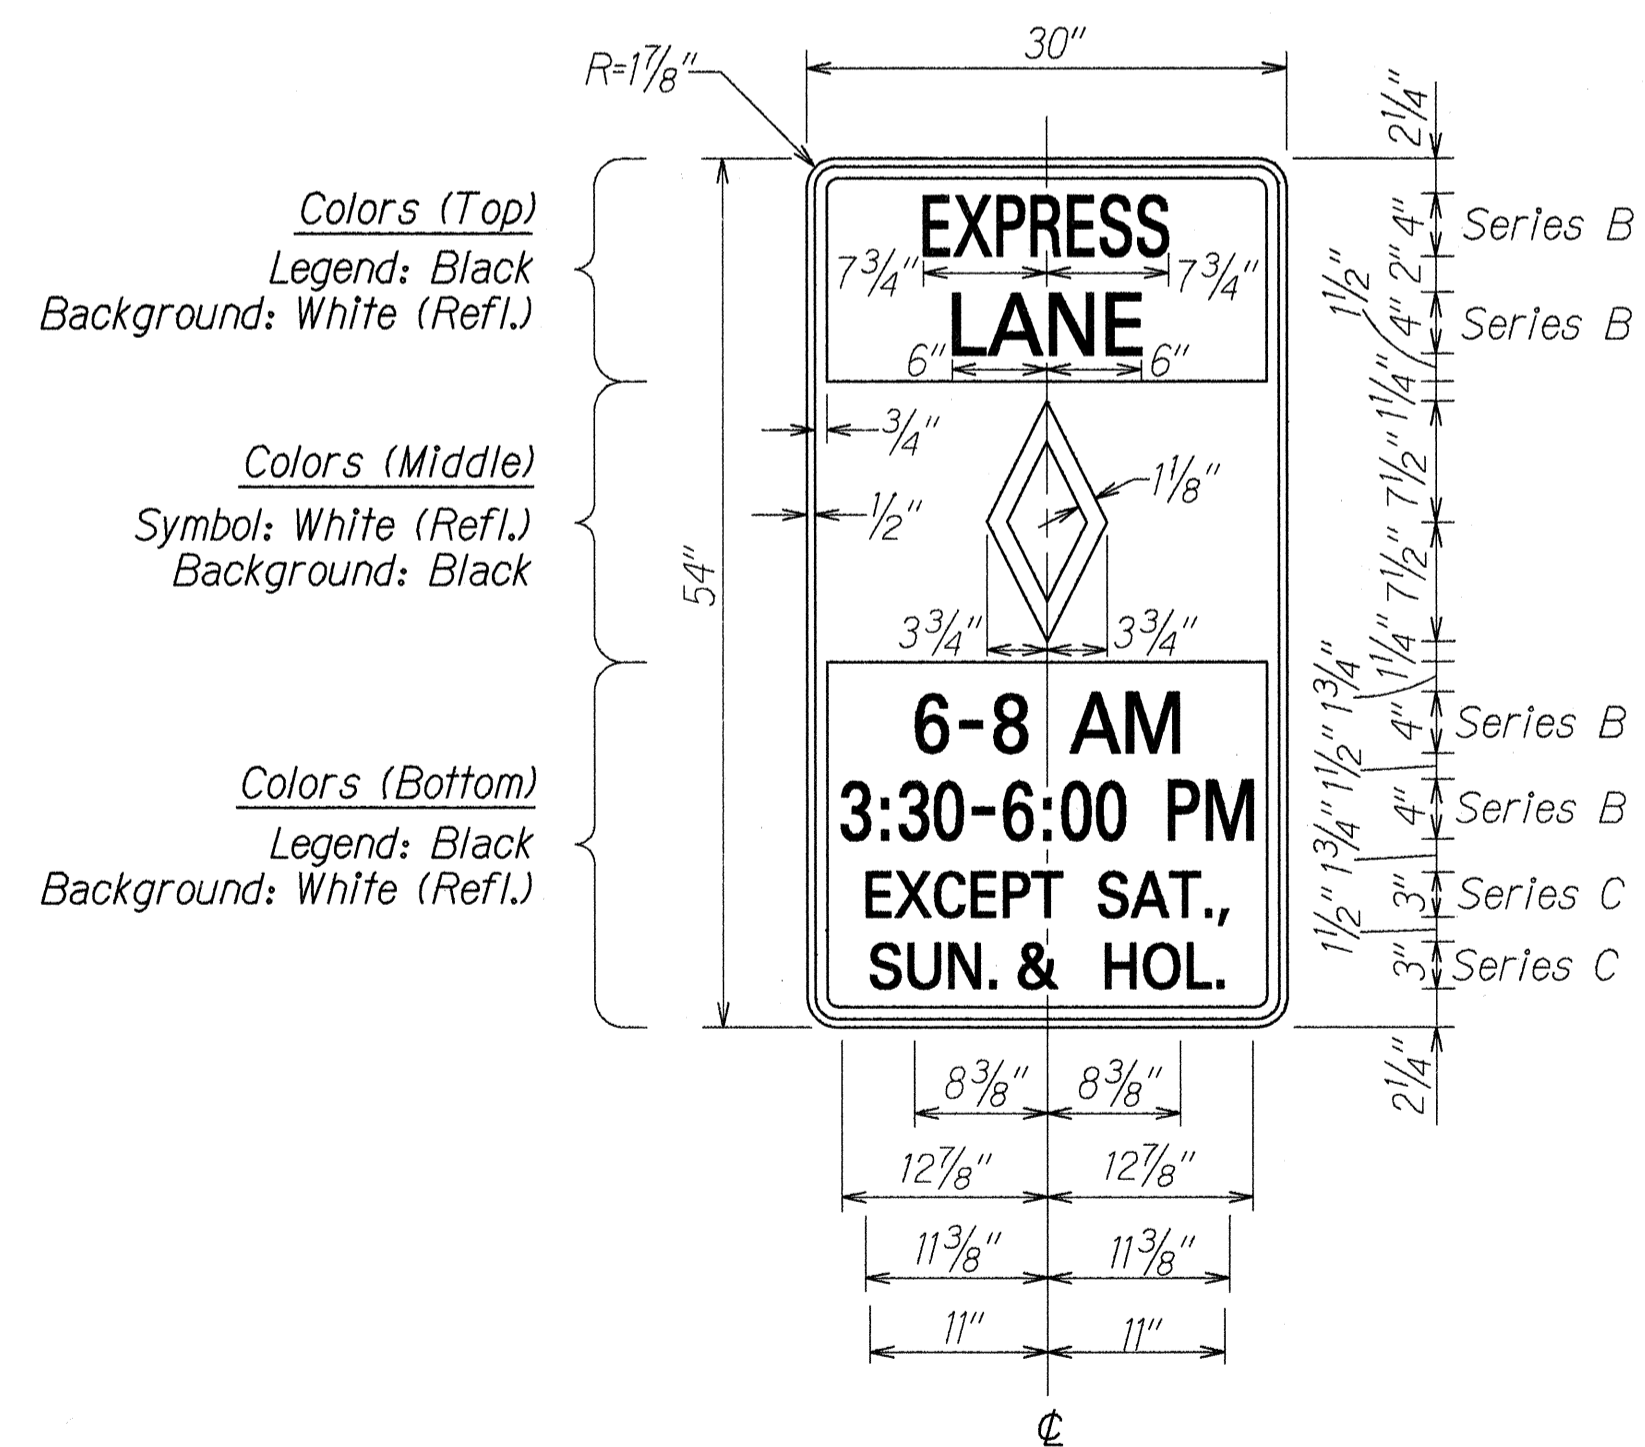 30"
R=1⅞"
2¼"
Colors (Top)
Legend: Black
Background: White (Refl.)
EXPRESS
4"
Series B
7¾"
7¾"
2"
1½"
LANE
4"
Series B
6"
6"
1¼"
¾"
Colors (Middle)
Symbol: White (Refl.)
Background: Black
1⅛"
7½"
½"
54"
7½"
3¾"
3¾"
1¼"
1¾"
6-8 AM
4"
Series B
1½"
Colors (Bottom)
Legend: Black
Background: White (Refl.)
3:30-6:00 PM
4"
Series B
1¾"
EXCEPT SAT.,
3"
Series C
1½"
SUN. & HOL.
3"
Series C
2¼"
8⅜"
8⅜"
12⅞"
12⅞"
11⅜"
11⅜"
11"
11"
℄